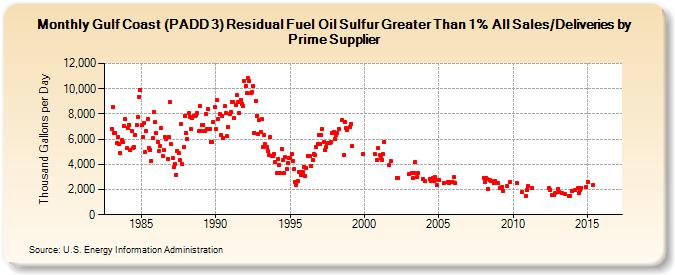 Monthly Gulf Coast (PADD 3) Residual Fuel Oil Sulfur Greater Than 1% All Sales/Deliveries by
Prime Supplier
Thousand Gallons per Day
12,000
10,000
8,000
6,000
4,000
2,000
0
1985 1990 1995 2000 2005 2010 2015
Source: U.S. Energy Information Administration